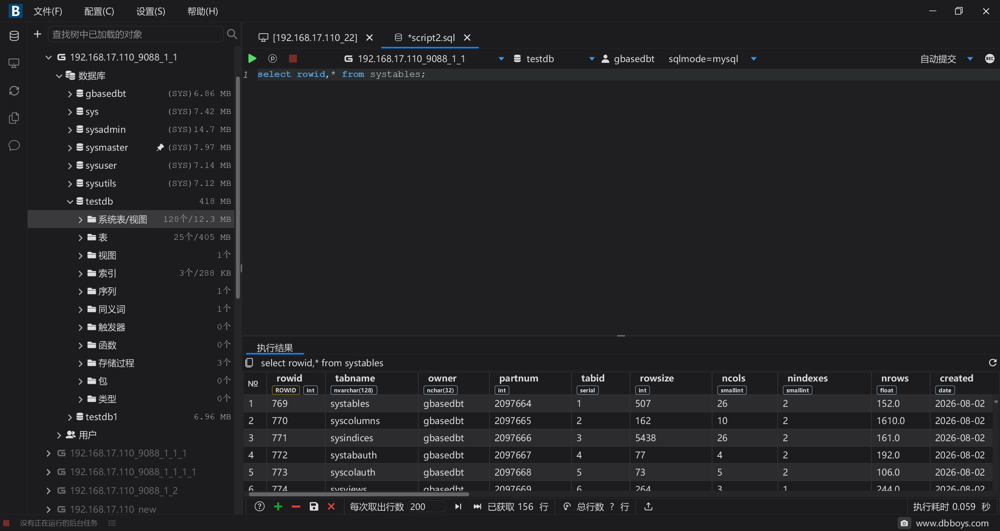 B 文件(F) 配置(C) 设置(S) 帮助(H)
查找树中已加载的对象
192.168.17.110_9088_1_1
数据库
gbasedbt (SYS)6.86 MB
sys (SYS)7.42 MB
sysadmin (SYS)14.7 MB
sysmaster (SYS)7.97 MB
sysuser (SYS)7.14 MB
sysutils (SYS)7.12 MB
testdb 418 MB
系统表/视图 128个/12.3 MB
表 25个/405 MB
视图 1个
索引 3个/288 KB
序列 1个
同义词 1个
触发器 0个
函数 0个
存储过程 3个
包 0个
类型 0个
testdb1 6.96 MB
用户
192.168.17.110_9088_1_1_1
192.168.17.110_9088_1_1_1_1
192.168.17.110_9088_1_2
192.168.17.110_new
[192.168.17.110_22] *script2.sql
192.168.17.110_9088_1_1 testdb gbasedbt sqlmode=mysql 自动提交 REC
1 select rowid,* from systables;
执行结果
select rowid,* from systables
№ rowid tabname owner partnum tabid rowsize ncols nindexes nrows created
ROWID int nvarchar(128) nchar(32) int serial int smallint smallint float date
1 769 systables gbasedbt 2097664 1 507 26 2 152.0 2026-08-02
2 770 syscolumns gbasedbt 2097665 2 162 10 2 1610.0 2026-08-02
3 771 sysindices gbasedbt 2097666 3 5438 26 2 161.0 2026-08-02
4 772 systabauth gbasedbt 2097667 4 77 4 2 192.0 2026-08-02
5 773 syscolauth gbasedbt 2097668 5 73 5 2 106.0 2026-08-02
6 774 sysviews gbasedbt 2097669 6 264 3 1 244.0 2026-08-02
每次取出行数 200 已获取 156 行 总行数 ? 行 执行耗时 0.059 秒
没有正在运行的后台任务 www.dbboys.com